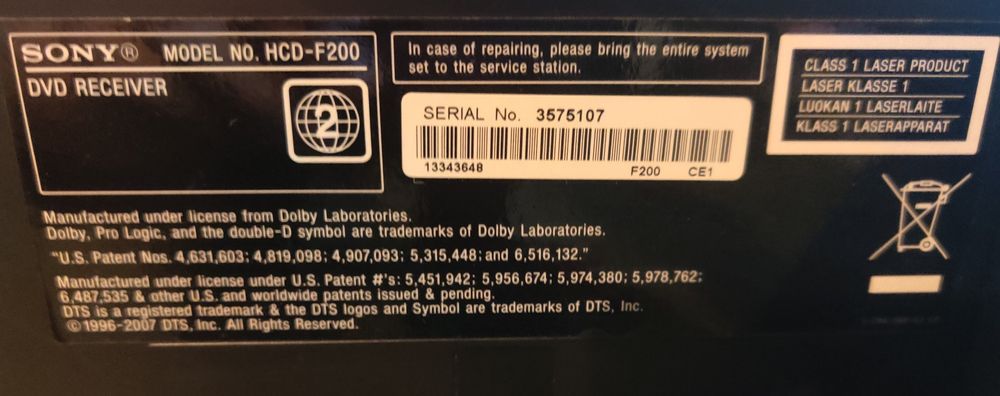 SONY® MODEL NO. HCD-F200
DVD RECEIVER
2
In case of repairing, please bring the entire system
set to the service station.
SERIAL No. 3575107
13343648 F200 CE1
CLASS 1 LASER PRODUCT
LASER KLASSE 1
LUOKAN 1 LASERLAITE
KLASS 1 LASERAPPARAT
Manufactured under license from Dolby Laboratories.
Dolby, Pro Logic, and the double-D symbol are trademarks of Dolby Laboratories.
"U.S. Patent Nos. 4,631,603; 4,819,098; 4,907,093; 5,315,448; and 6,516,132."
Manufactured under license under U.S. Patent #'s: 5,451,942; 5,956,674; 5,974,380; 5,978,762;
6,487,535 & other U.S. and worldwide patents issued & pending.
DTS is a registered trademark & the DTS logos and Symbol are trademarks of DTS, Inc.
© 1996-2007 DTS, Inc. All Rights Reserved.